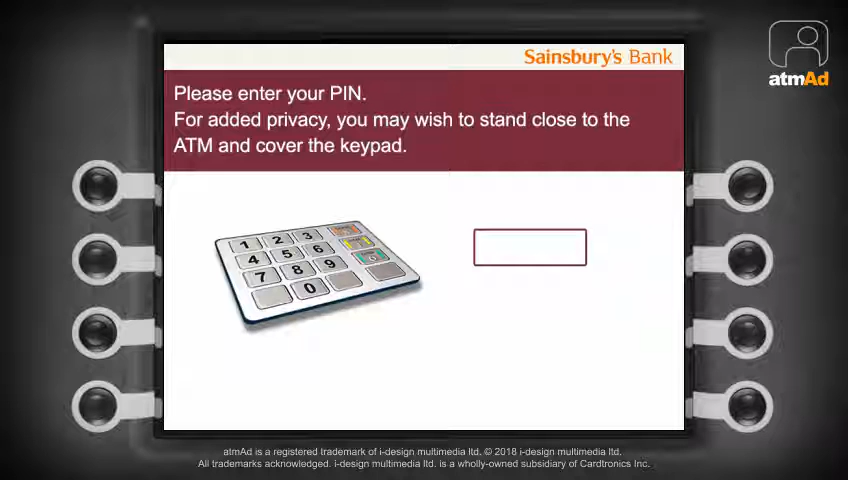 Sainsbury's Bank
atmAd
Please enter your PIN.
For added privacy, you may wish to stand close to the
ATM and cover the keypad.
1 2 3
4 5 6
7 8 9
0
atmAd is a registered trademark of i-design multimedia ltd. © 2018 i-design multimedia ltd.
All trademarks acknowledged. i-design multimedia ltd. is a wholly-owned subsidiary of Cardtronics Inc.